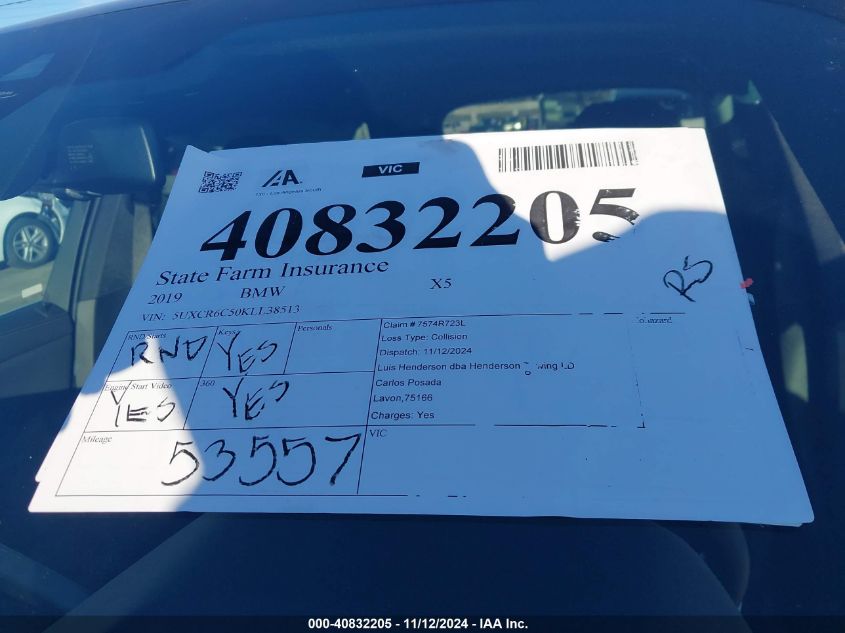 IAA
VIC
40832205
State Farm Insurance
2019 BMW X5
VIN: 5UXCR6C50KLL38513
RS
RND/Starts
RND
Keys
YES
Personals
Engine Start Video
YES
360
YES
Mileage
53557
Claim # 7574R723L
Loss Type: Collision
Dispatch: 11/12/2024
Luis Henderson dba Henderson
Carlos Posada
Lavon,75166
Charges: Yes
VIC
000-40832205 - 11/12/2024 - IAA Inc.